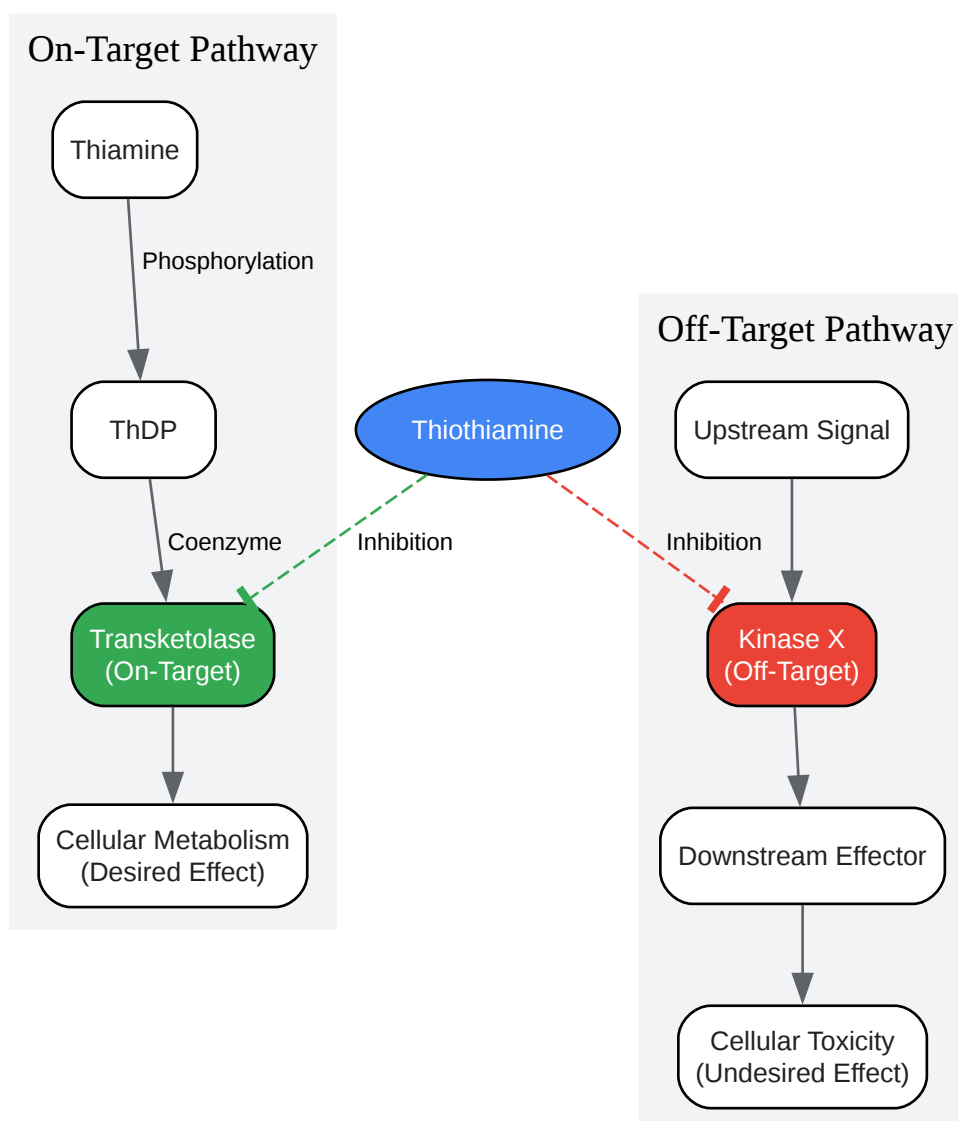 On-Target Pathway
Thiamine
Phosphorylation
ThDP
Coenzyme
Transketolase
(On-Target)
Cellular Metabolism
(Desired Effect)
Thiothiamine
Inhibition
Inhibition
Off-Target Pathway
Upstream Signal
Kinase X
(Off-Target)
Downstream Effector
Cellular Toxicity
(Undesired Effect)